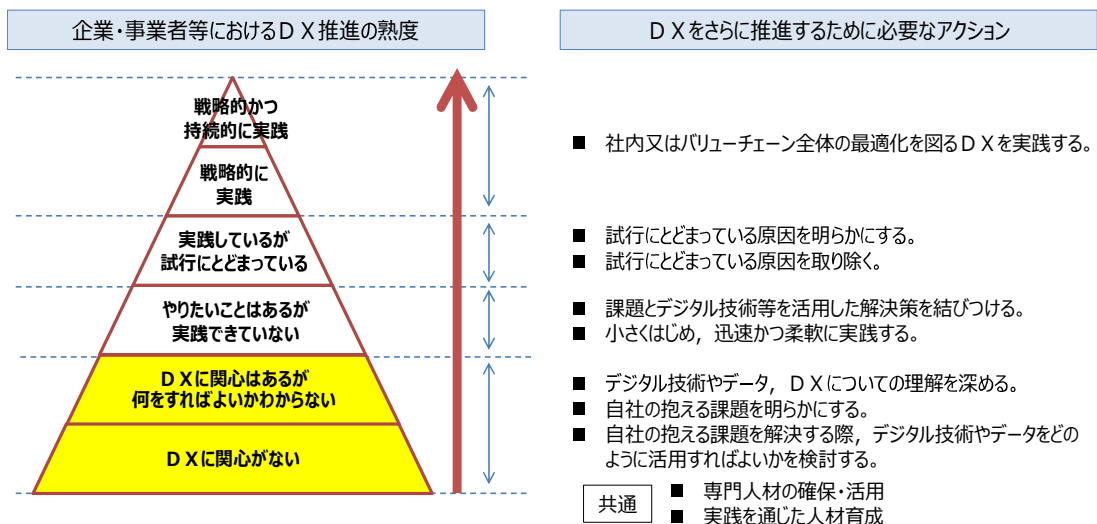 企業・事業者等におけるDX推進の熟度
戦略的かつ
持続的に実践
戦略的に
実践
実践しているが
試行にとどまっている
やりたいことはあるが
実践できていない
DXに関心はあるが
何をすればよいかわからない
DXに関心がない
DXをさらに推進するために必要なアクション
■ 社内又はバリューチェーン全体の最適化を図るDXを実践する。
■ 試行にとどまっている原因を明らかにする。
■ 試行にとどまっている原因を取り除く。
■ 課題とデジタル技術等を活用した解決策を結びつける。
■ 小さくはじめ，迅速かつ柔軟に実践する。
■ デジタル技術やデータ，DXについての理解を深める。
■ 自社の抱える課題を明らかにする。
■ 自社の抱える課題を解決する際，デジタル技術やデータをどの
ように活用すればよいかを検討する。
共通
■ 専門人材の確保・活用
■ 実践を通じた人材育成